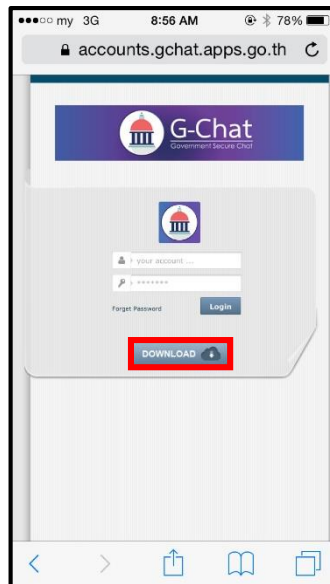 my 3G 8:56 AM 78%
accounts.gchat.apps.go.th
G-Chat
Government Secure Chat
your account ...
*******
Forget Password Login
DOWNLOAD